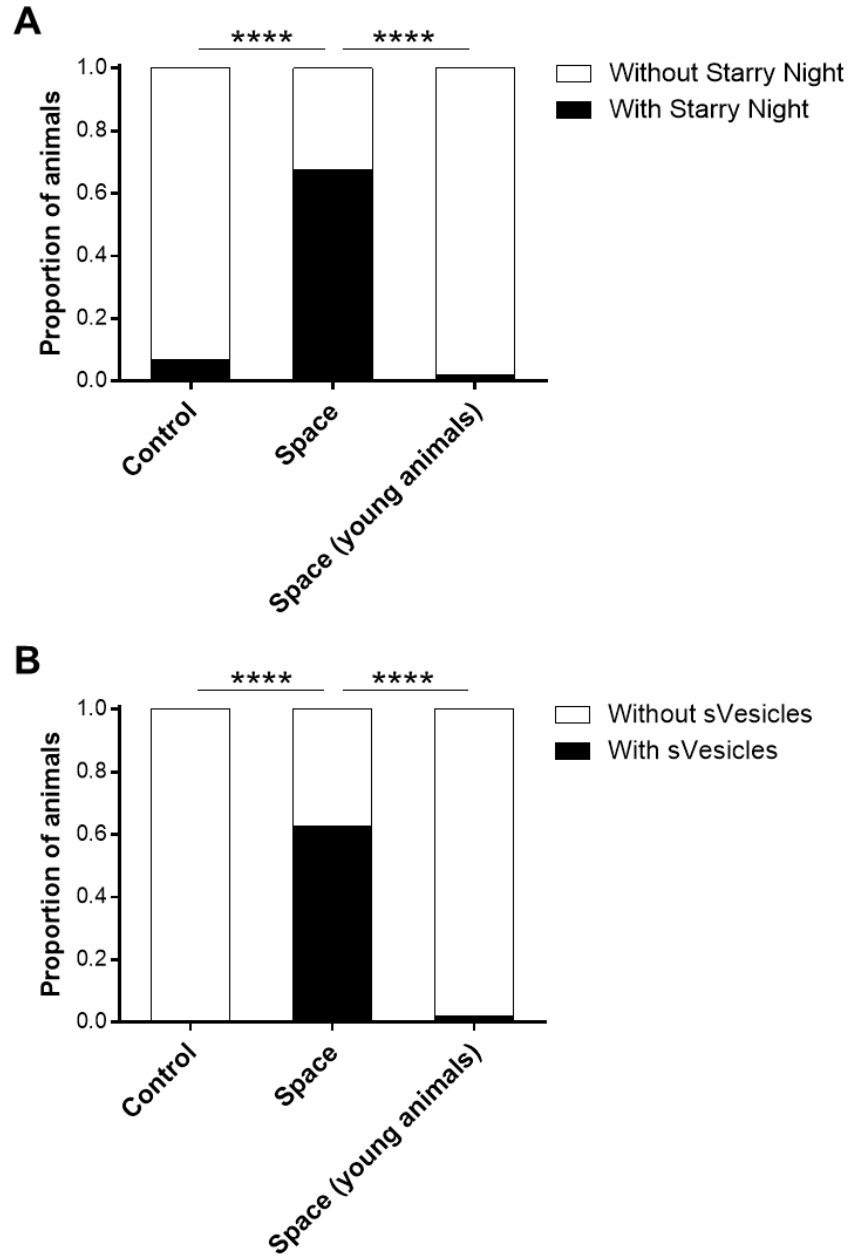 A
**** ****
Proportion of animals
1.0
0.8
0.6
0.4
0.2
0.0
Control
Space
Space (young animals)
Without Starry Night
With Starry Night
B
**** ****
Proportion of animals
1.0
0.8
0.6
0.4
0.2
0.0
Control
Space
Space (young animals)
Without sVesicles
With sVesicles